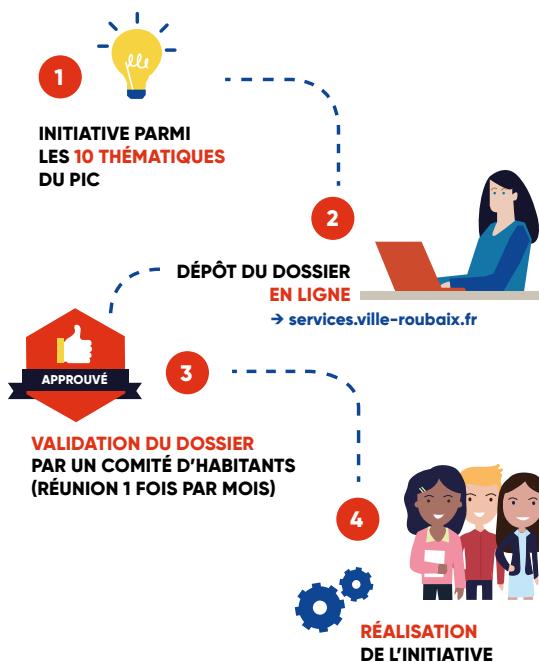 1
INITIATIVE PARMI
LES 10 THÉMATIQUES
DU PIC
2
DÉPÔT DU DOSSIER
EN LIGNE
→ services.ville-roubaix.fr
APPROUVÉ
3
VALIDATION DU DOSSIER
PAR UN COMITÉ D'HABITANTS
(RÉUNION 1 FOIS PAR MOIS)
4
RÉALISATION
DE L'INITIATIVE